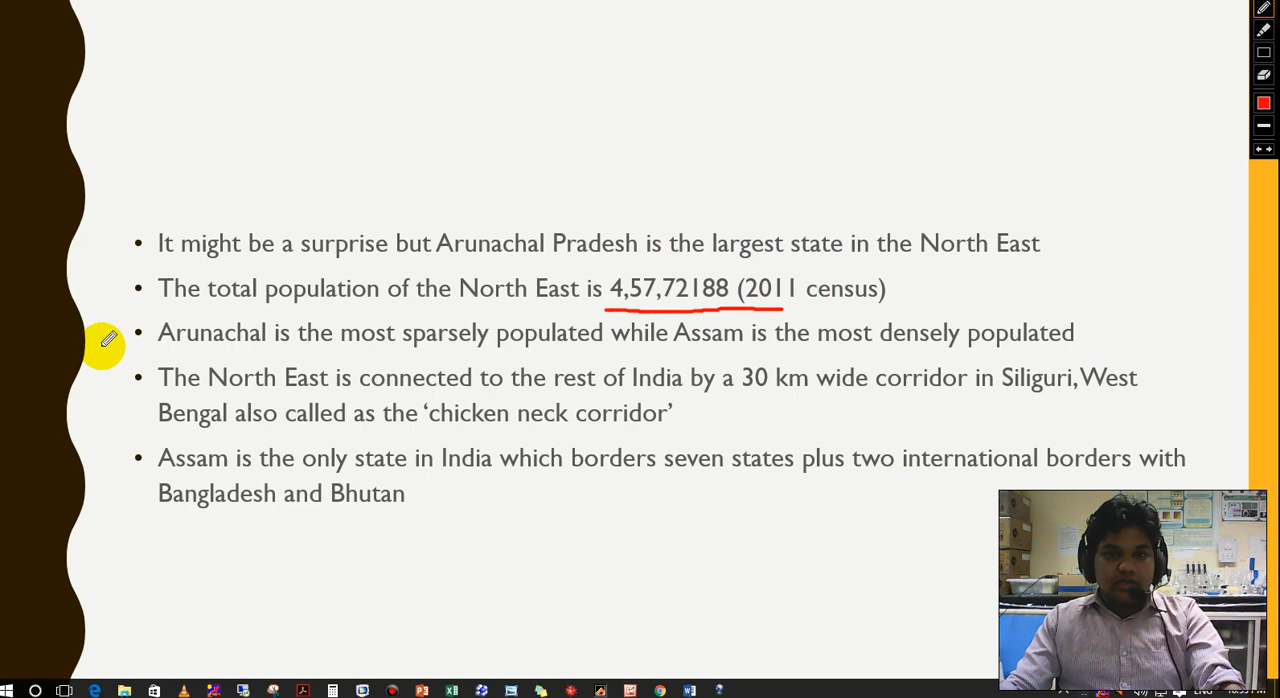 • It might be a surprise but Arunachal Pradesh is the largest state in the North East
• The total population of the North East is 4,57,72188 (2011 census)
• Arunachal is the most sparsely populated while Assam is the most densely populated
• The North East is connected to the rest of India by a 30 km wide corridor in Siliguri, West
Bengal also called as the ‘chicken neck corridor’
• Assam is the only state in India which borders seven states plus two international borders with
Bangladesh and Bhutan